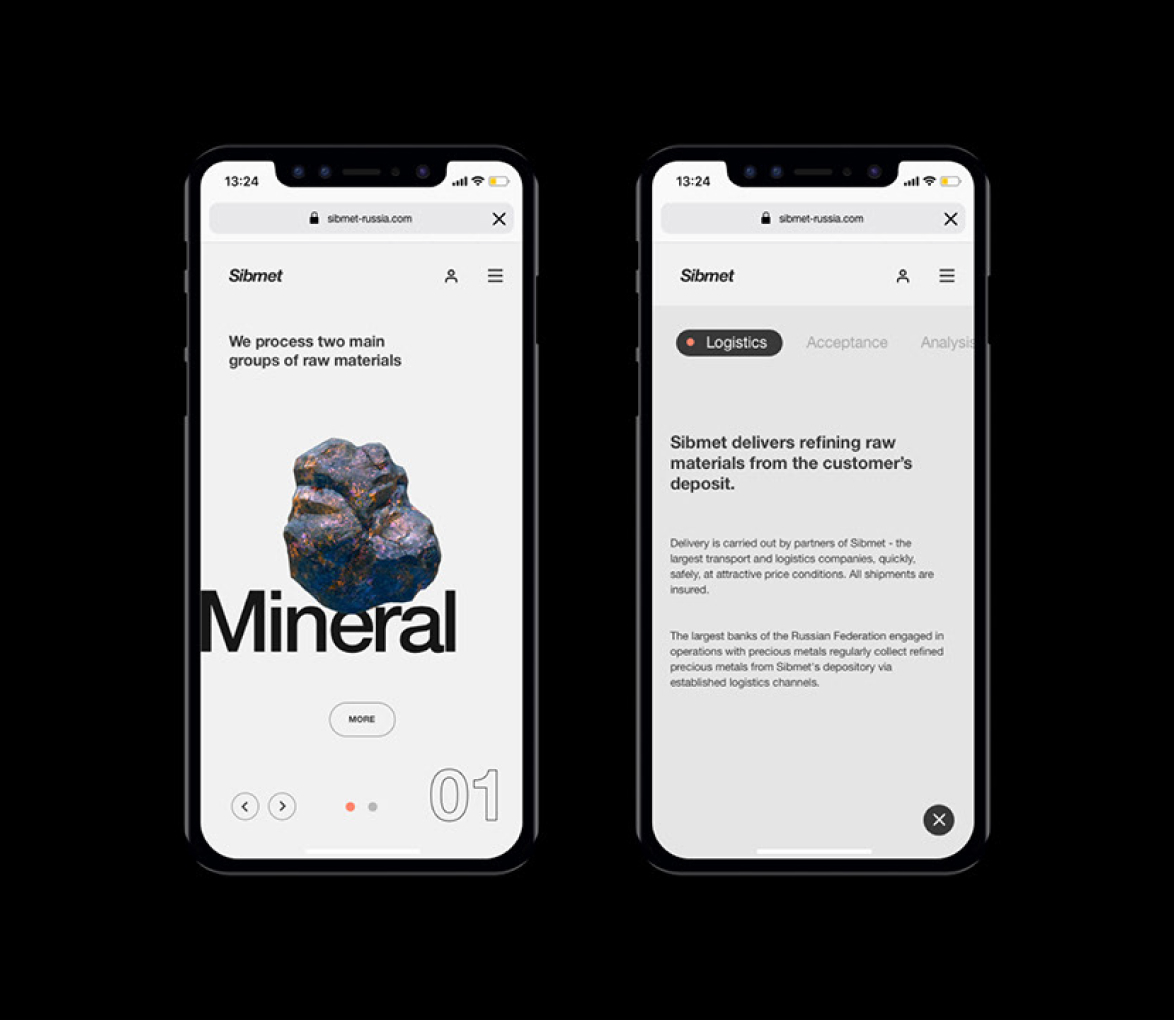 13:24
sibmet-russia.com
Sibmet
We process two main
groups of raw materials
Mineral
MORE
01
13:24
sibmet-russia.com
Sibmet
Logistics
Acceptance
Analysis
Sibmet delivers refining raw
materials from the customer's
deposit.
Delivery is carried out by partners of Sibmet - the
largest transport and logistics companies, quickly,
safely, at attractive price conditions. All shipments are
insured.
The largest banks of the Russian Federation engaged in
operations with precious metals regularly collect refined
precious metals from Sibmet's depository via
established logistics channels.